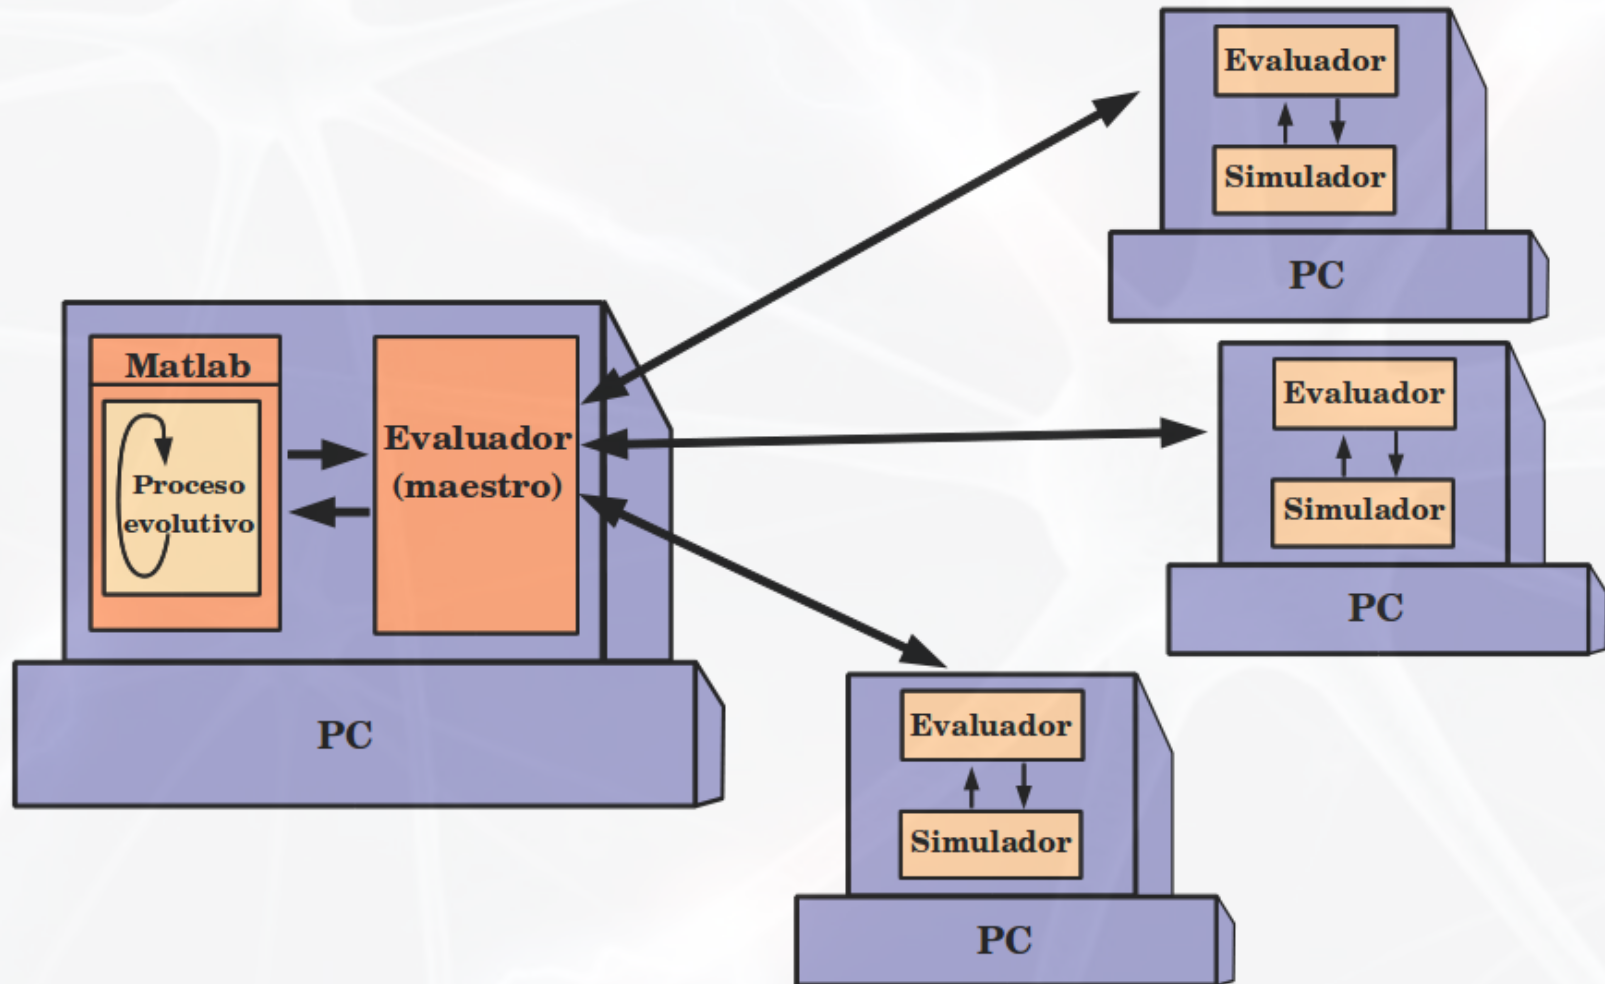 Matlab
Proceso
evolutivo
Evaluador
(maestro)
PC
Evaluador
Simulador
PC
Evaluador
Simulador
PC
Evaluador
Simulador
PC